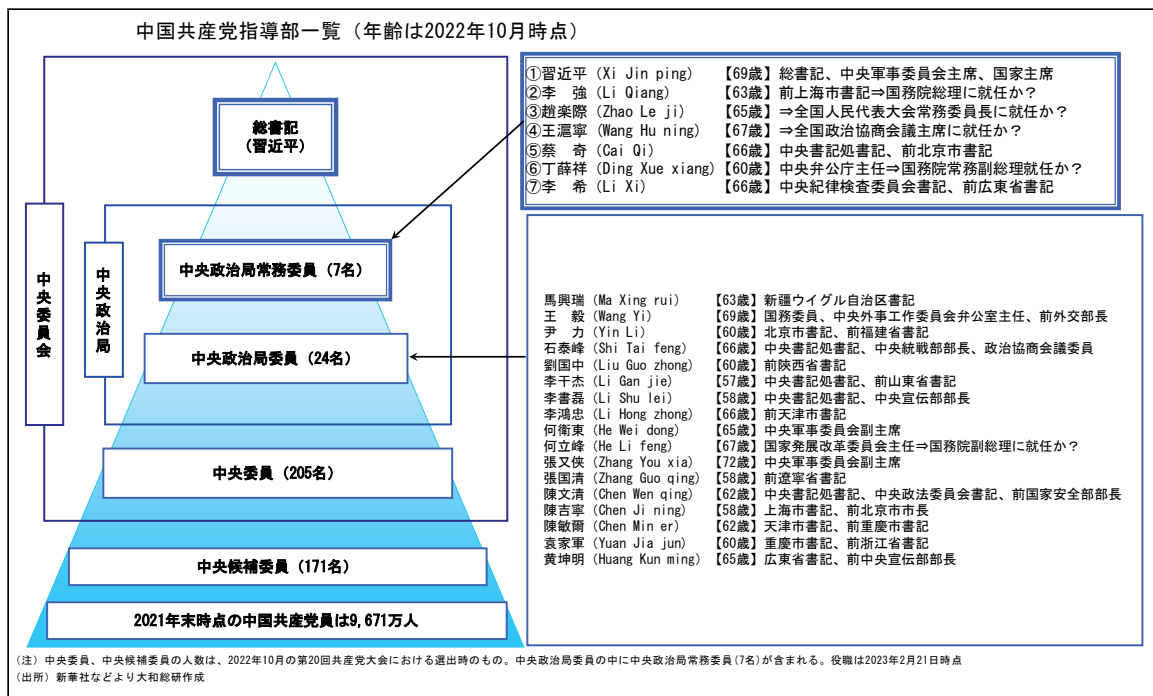 中国共産党指導部一覧（年齢は2022年10月時点）
総書記
（習近平）
中央政治局常務委員（7名）
中央政治局委員（24名）
中央委員（205名）
中央候補委員（171名）
2021年末時点の中国共産党員は9,671万人
中央委員会
中央政治局
①習近平（Xi Jin ping）　【69歳】総書記、中央軍事委員会主席、国家主席
②李　強（Li Qiang）　【63歳】前上海市書記⇒国務院総理に就任か？
③趙楽際（Zhao Le ji）　【65歳】⇒全国人民代表大会常務委員長に就任か？
④王滬寧（Wang Hu ning）　【67歳】⇒全国政治協商会議主席に就任か？
⑤蔡　奇（Cai Qi）　【66歳】中央書記処書記、前北京市書記
⑥丁薛祥（Ding Xue xiang）【60歳】中央弁公庁主任⇒国務院常務副総理就任か？
⑦李　希（Li Xi）　【66歳】中央紀律検査委員会書記、前広東省書記
馬興瑞（Ma Xing rui）　【63歳】新疆ウイグル自治区書記
王　毅（Wang Yi）　【69歳】国務委員、中央外事工作委員会弁公室主任、前外交部長
尹　力（Yin Li）　【60歳】北京市書記、前福建省書記
石泰峰（Shi Tai feng）　【66歳】中央書記処書記、中央統戦部部長、政治協商会議委員
劉国中（Liu Guo zhong）　【60歳】前陝西省書記
李干杰（Li Gan jie）　【57歳】中央書記処書記、前山東省書記
李書磊（Li Shu lei）　【58歳】中央書記処書記、中央宣伝部部長
李鴻忠（Li Hong zhong）　【66歳】前天津市書記
何衛東（He Wei dong）　【65歳】中央軍事委員会副主席
何立峰（He Li feng）　【67歳】国家発展改革委員会主任⇒国務院副総理に就任か？
張又侠（Zhang You xia）　【72歳】中央軍事委員会副主席
張国清（Zhang Guo qing）　【58歳】前遼寧省書記
陳文清（Chen Wen qing）　【62歳】中央書記処書記、中央政法委員会書記、前国家安全部部長
陳吉寧（Chen Ji ning）　【58歳】上海市書記、前北京市市長
陳敏爾（Chen Min er）　【62歳】天津市書記、前重慶市書記
袁家軍（Yuan Jia jun）　【60歳】重慶市書記、前浙江省書記
黄坤明（Huang Kun ming）【65歳】広東省書記、前中央宣伝部部長
（注）中央委員、中央候補委員の人数は、2022年10月の第20回共産党大会における選出時のもの。中央政治局委員の中に中央政治局常務委員(7名)が含まれる。役職は2023年2月21日時点
（出所）新華社などより大和総研作成